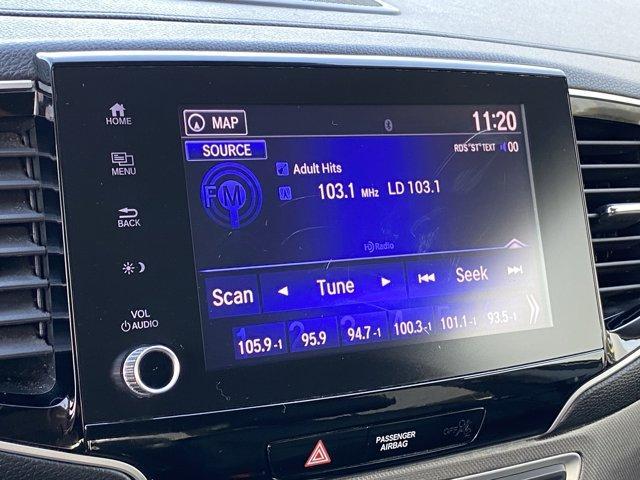 HOME
MENU
BACK
VOL
AUDIO
MAP
11:20
SOURCE
RDS "ST" TEXT 00
FM
Adult Hits
103.1 MHz LD 103.1
HD Radio
Scan Tune Seek
105.9-1 95.9 94.7-1 100.3-1 101.1-1 93.5-1
PASSENGER
AIRBAG
OFF